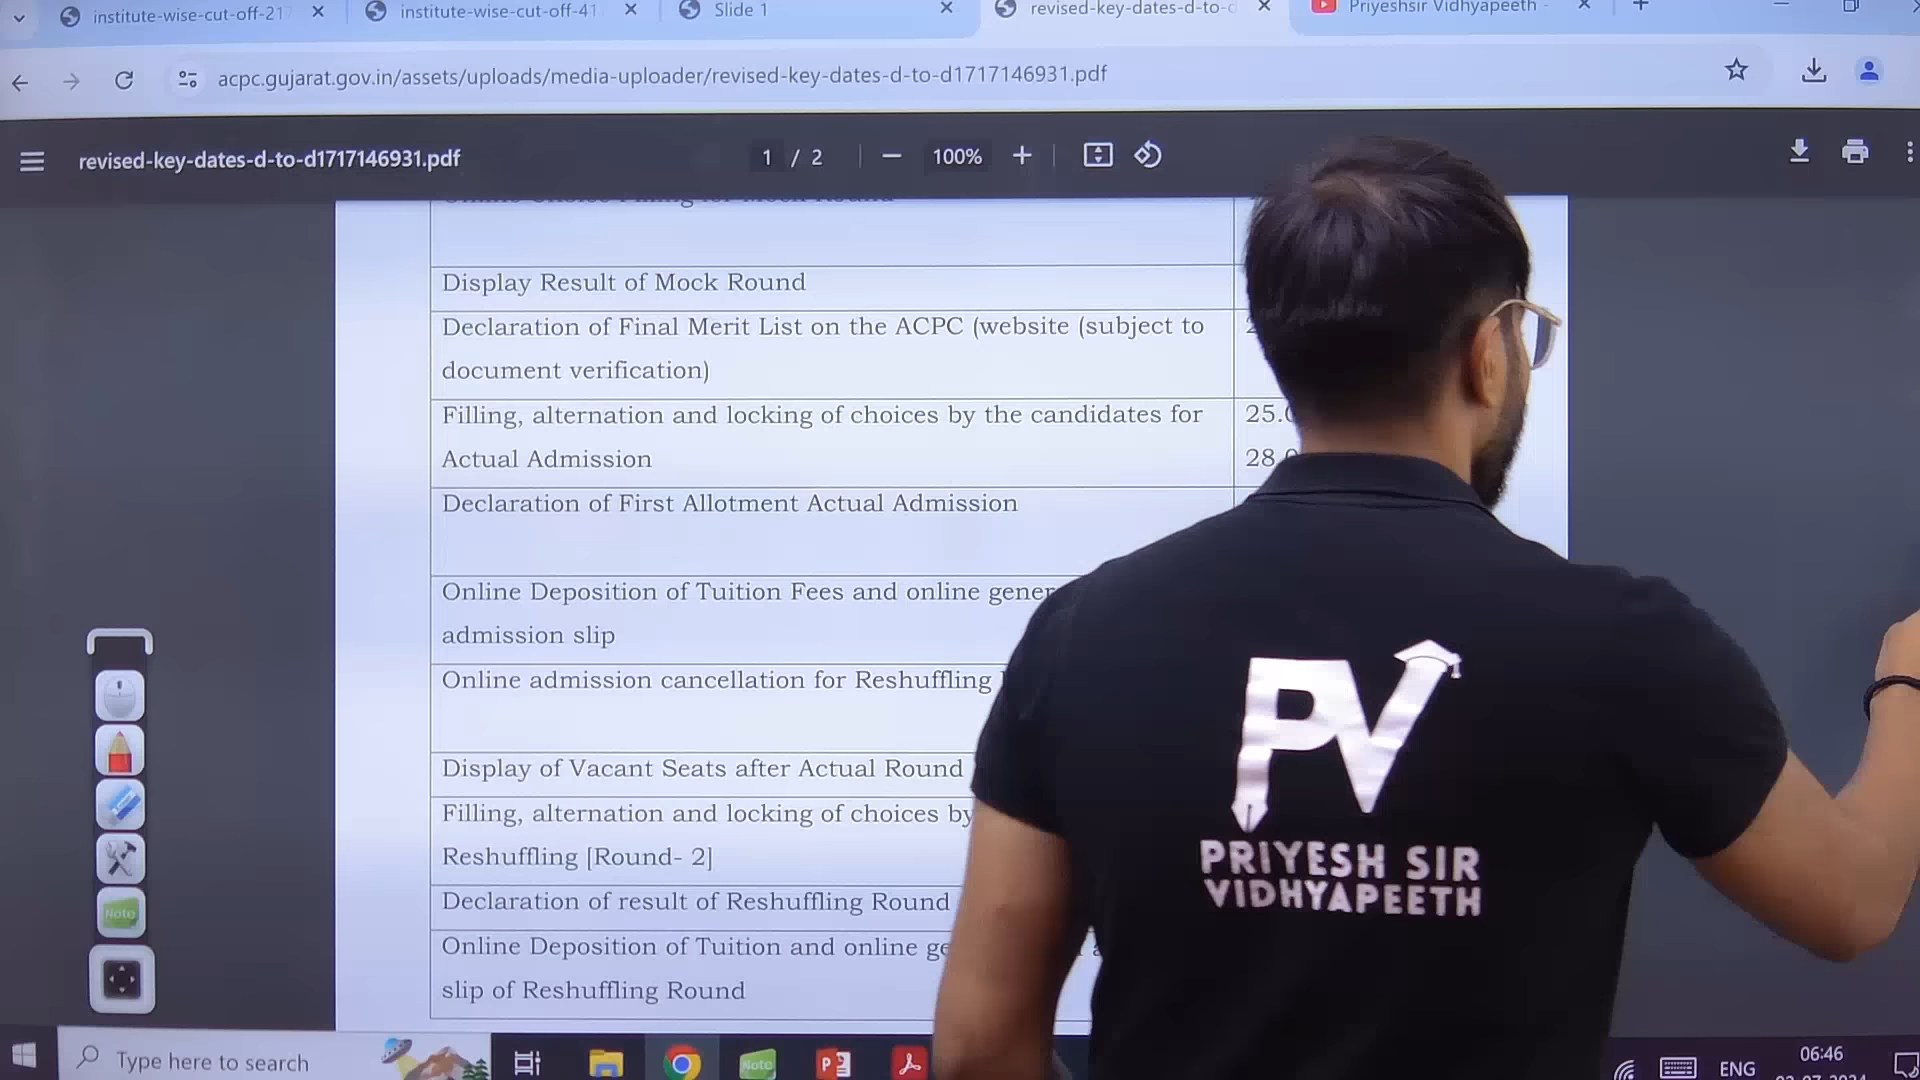 institute-wise-cut-off-21
institute-wise-cut-off-41
Slide 1
revised-key-dates-d-to-
Priyeshsir Vidhyapeeth -
acpc.gujarat.gov.in/assets/uploads/media-uploader/revised-key-dates-d-to-d1717146931.pdf
revised-key-dates-d-to-d1717146931.pdf
1 / 2
100%
Display Result of Mock Round
Declaration of Final Merit List on the ACPC (website (subject to
document verification)
Filling, alternation and locking of choices by the candidates for
Actual Admission
25.0
28.0
Declaration of First Allotment Actual Admission
Online Deposition of Tuition Fees and online gener
admission slip
Online admission cancellation for Reshuffling
Display of Vacant Seats after Actual Round
Filling, alternation and locking of choices by
Reshuffling [Round- 2]
Declaration of result of Reshuffling Round
Online Deposition of Tuition and online ge
slip of Reshuffling Round
PV
PRIYESH SIR
VIDHYAPEETH
Note
Type here to search
Note
ENG
06:46